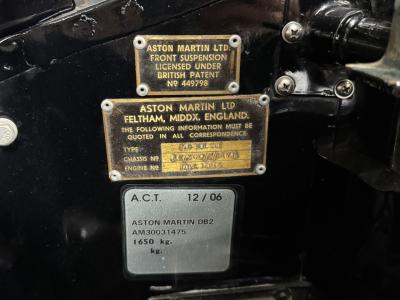 ASTON MARTIN LTD
FRONT SUSPENSION
LICENSED UNDER
BRITISH PATENT
Nº 449798
ASTON MARTIN LTD
FELTHAM, MIDDX. ENGLAND.
THE FOLLOWING INFORMATION MUST BE
QUOTED IN ALL CORRESPONDENCE.
TYPE
CHASSIS Nº
ENGINE Nº
A.C.T. 12/06
ASTON MARTIN DB2
AM30031475
1650 kg.
kg.